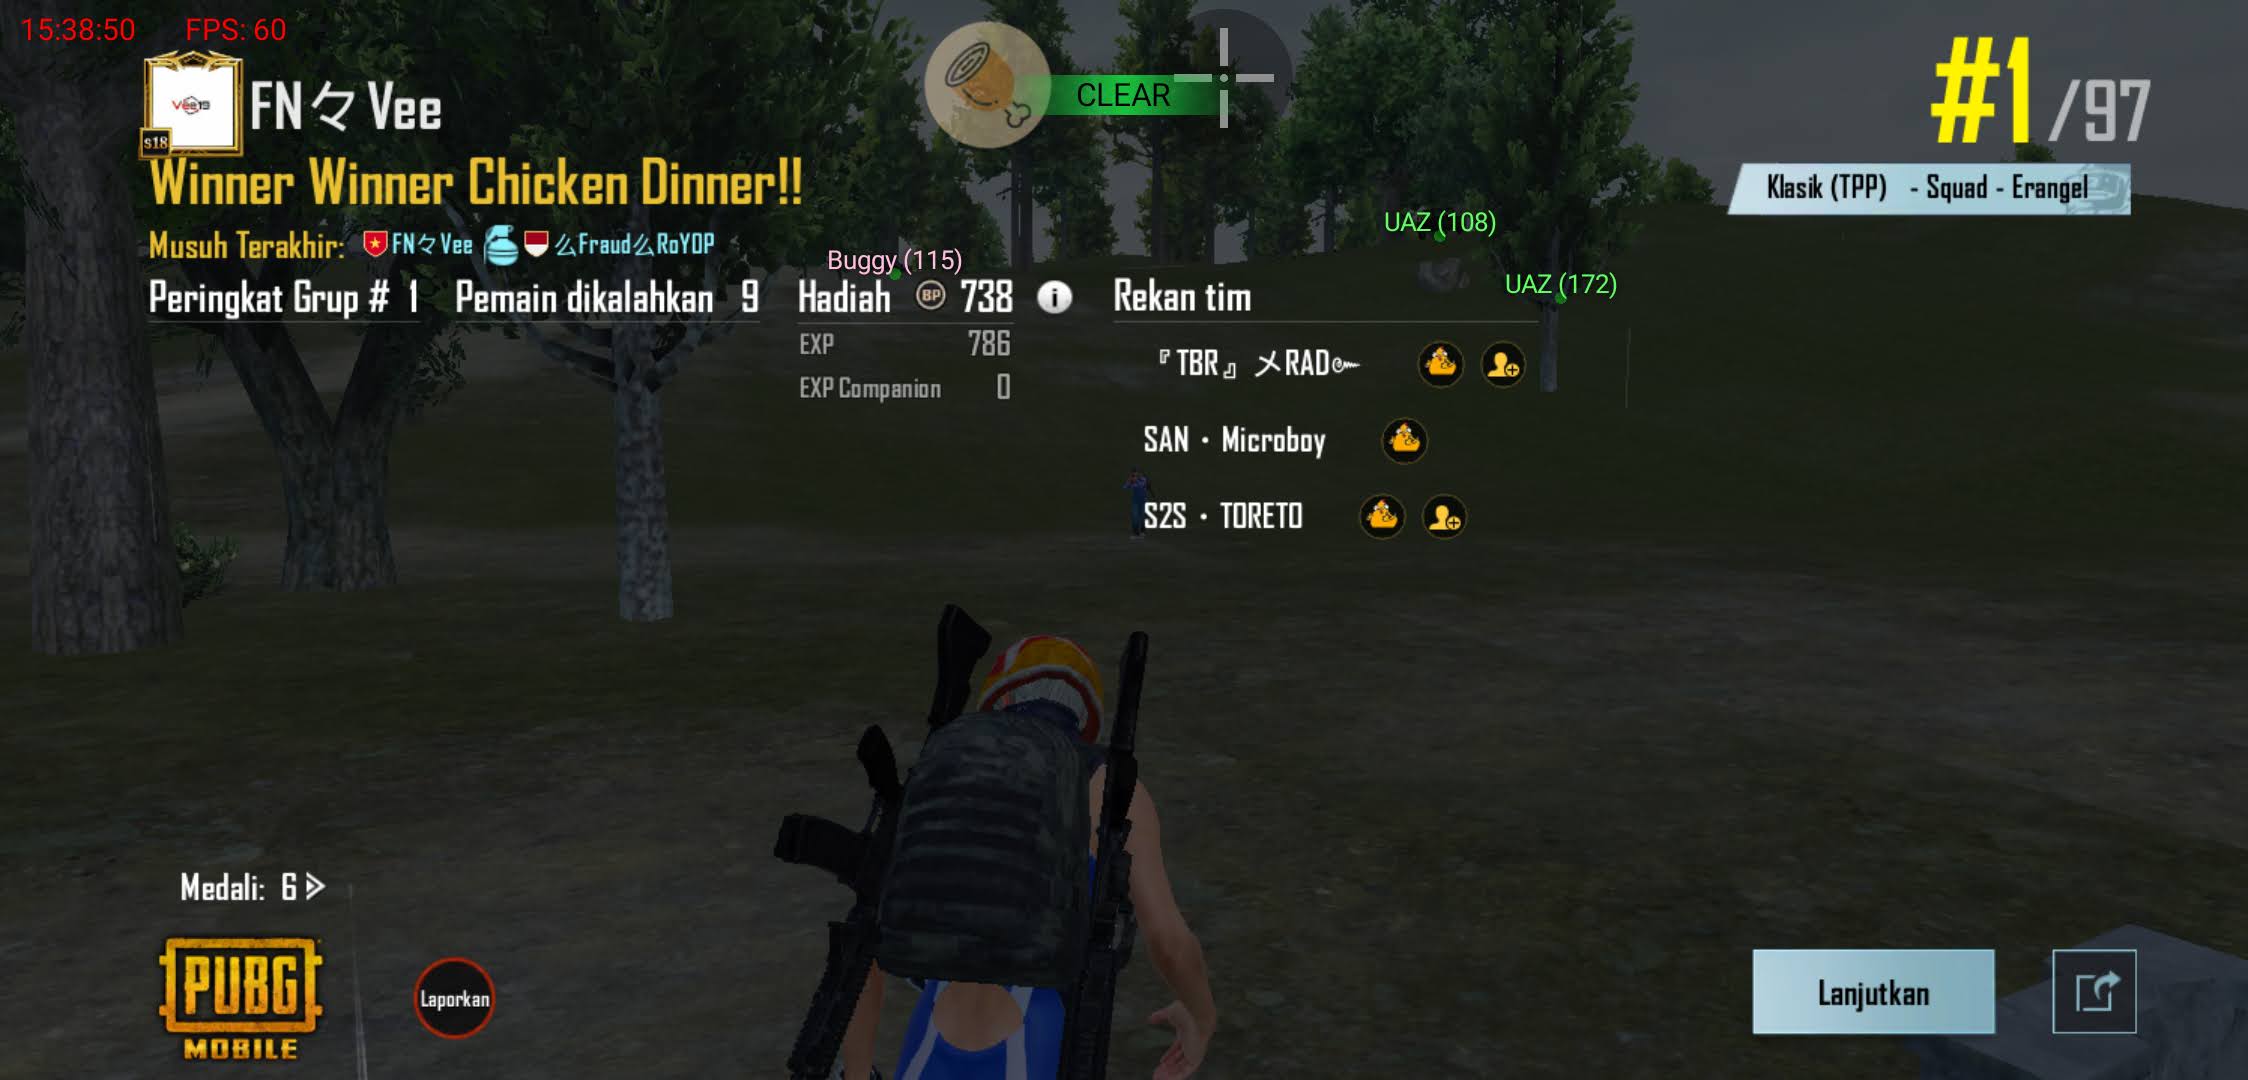 15:38:50 FPS: 60
Vee19
s18
FN々Vee
CLEAR
#1/97
Winner Winner Chicken Dinner!!
Klasik (TPP) - Squad - Erangel
Musuh Terakhir: FN々Vee 么Fraud么RoYOP
UAZ (108)
Buggy (115)
UAZ (172)
Peringkat Grup # 1 Pemain dikalahkan 9 Hadiah BP 738 i Rekan tim
EXP 786
EXP Companion 0
『TBR』㐅RAD๛
SAN • Microboy
S2S • TORETO
Medali: 6
PUBG
MOBILE
Laporkan
Lanjutkan